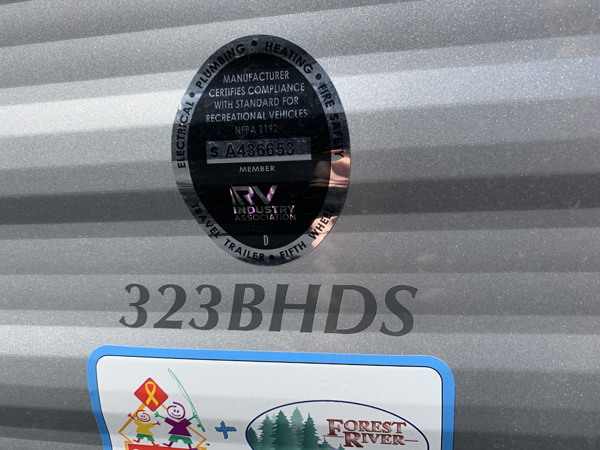 ELECTRICAL • PLUMBING • HEATING • FIRE SAFETY
MANUFACTURER
CERTIFIES COMPLIANCE
WITH STANDARD FOR
RECREATIONAL VEHICLES
NFPA 1192
S A436653
MEMBER
RV
INDUSTRY
ASSOCIATION
D
TRAVEL TRAILER • FIFTH WHEEL
323BHDS
+
FOREST
RIVER